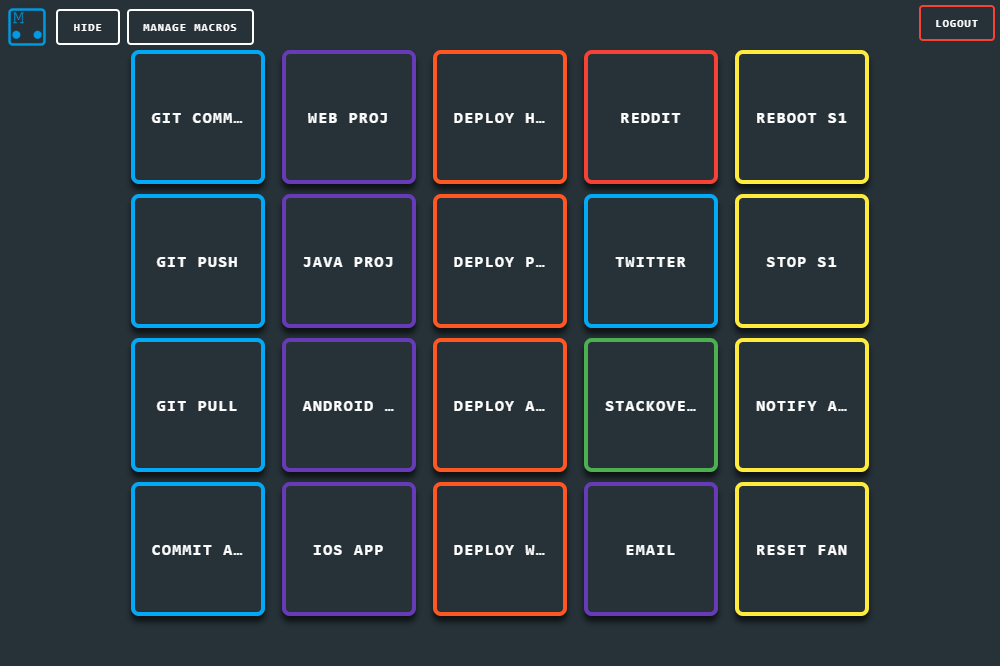 M
HIDE
MANAGE MACROS
LOGOUT
GIT COMM…
WEB PROJ
DEPLOY H…
REDDIT
REBOOT S1
GIT PUSH
JAVA PROJ
DEPLOY P…
TWITTER
STOP S1
GIT PULL
ANDROID …
DEPLOY A…
STACKOVE…
NOTIFY A…
COMMIT A…
IOS APP
DEPLOY W…
EMAIL
RESET FAN